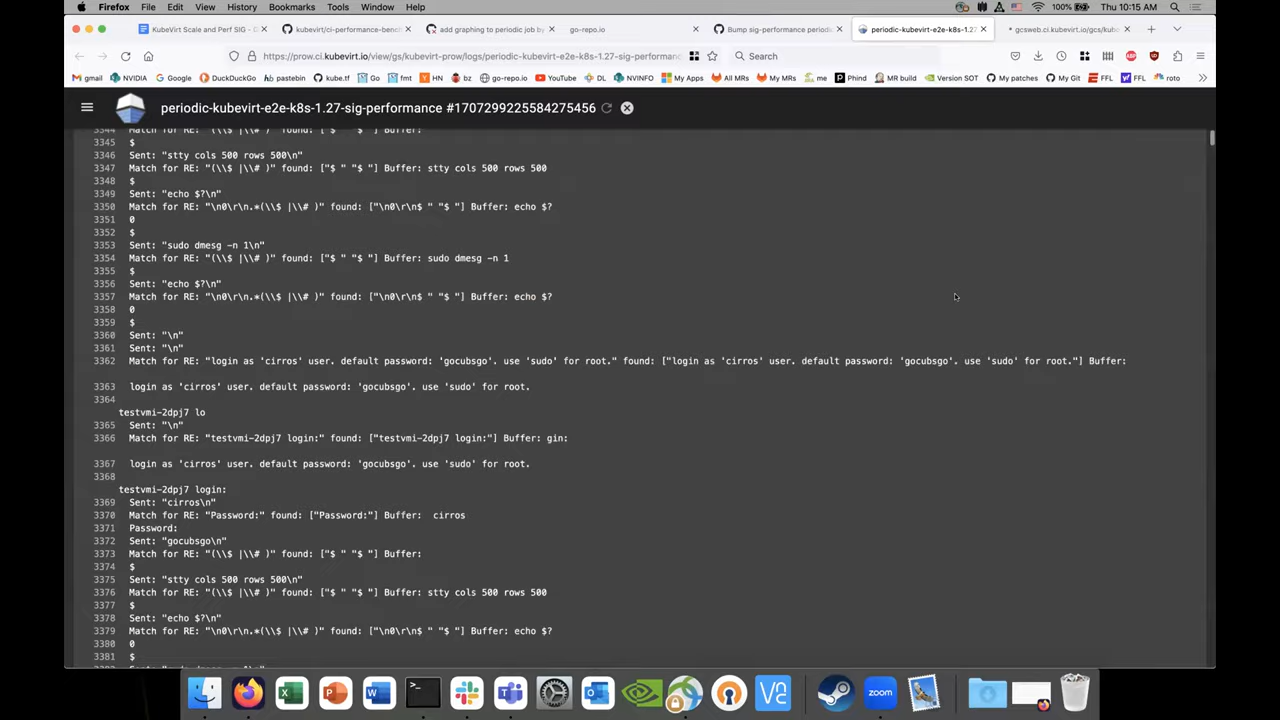 Firefox File Edit View History Bookmarks Tools Window Help 100% Thu 10:15 AM
KubeVirt Scale and Perf SIG - kubevirt/ci-performance-bench add graphing to periodic job by go-repo.io Bump sig-performance periodic periodic-kubevirt-e2e-k8s-1.27- gcsweb.ci.kubevirt.io/gcs/kubo
https://prow.ci.kubevirt.io/view/gs/kubevirt-prow/logs/periodic-kubevirt-e2e-k8s-1.27-sig-performanc Search
gmail NVIDIA Google DuckDuckGo pastebin kube.tf Go fmt HN bz go-repo.io YouTube DL NVINFO My Apps All MRs My MRs me Phind MR build Version SOT My patches My Git FFL FFL roto
periodic-kubevirt-e2e-k8s-1.27-sig-performance #1707299225584275456
3344 Match for RE: "(\\$ |\\# )" found: ["$ " "$ "] Buffer:
3345 $
3346 Sent: "stty cols 500 rows 500\n"
3347 Match for RE: "(\\$ |\\# )" found: ["$ " "$ "] Buffer: stty cols 500 rows 500
3348 $
3349 Sent: "echo $?\n"
3350 Match for RE: "\n0\r\n.*(\\$ |\\# )" found: ["\n0\r\n$ " "$ "] Buffer: echo $?
3351 0
3352 $
3353 Sent: "sudo dmesg -n 1\n"
3354 Match for RE: "(\\$ |\\# )" found: ["$ " "$ "] Buffer: sudo dmesg -n 1
3355 $
3356 Sent: "echo $?\n"
3357 Match for RE: "\n0\r\n.*(\\$ |\\# )" found: ["\n0\r\n$ " "$ "] Buffer: echo $?
3358 0
3359 $
3360 Sent: "\n"
3361 Sent: "\n"
3362 Match for RE: "login as 'cirros' user. default password: 'gocubsgo'. use 'sudo' for root." found: ["login as 'cirros' user. default password: 'gocubsgo'. use 'sudo' for root."] Buffer:
3363 login as 'cirros' user. default password: 'gocubsgo'. use 'sudo' for root.
3364
testvmi-2dpj7 lo
3365 Sent: "\n"
3366 Match for RE: "testvmi-2dpj7 login:" found: ["testvmi-2dpj7 login:"] Buffer: gin:
3367 login as 'cirros' user. default password: 'gocubsgo'. use 'sudo' for root.
3368
testvmi-2dpj7 login:
3369 Sent: "cirros\n"
3370 Match for RE: "Password:" found: ["Password:"] Buffer: cirros
3371 Password:
3372 Sent: "gocubsgo\n"
3373 Match for RE: "(\\$ |\\# )" found: ["$ " "$ "] Buffer:
3374 $
3375 Sent: "stty cols 500 rows 500\n"
3376 Match for RE: "(\\$ |\\# )" found: ["$ " "$ "] Buffer: stty cols 500 rows 500
3377 $
3378 Sent: "echo $?\n"
3379 Match for RE: "\n0\r\n.*(\\$ |\\# )" found: ["\n0\r\n$ " "$ "] Buffer: echo $?
3380 0
3381 $
zoom